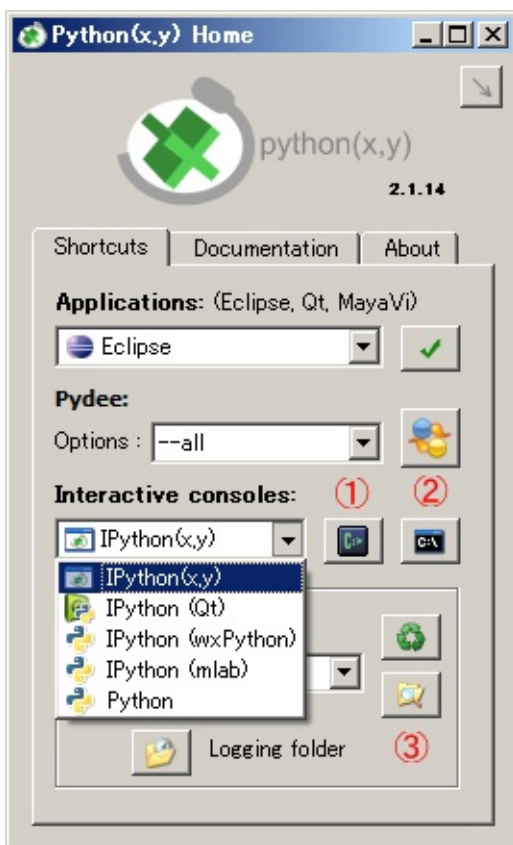 Python(x,y) Home
python(x,y)
2.1.14
Shortcuts
Documentation
About
Applications: (Eclipse, Qt, MayaVi)
Eclipse
Pydee:
Options : --all
Interactive consoles: ① ②
IPython(x,y)
C:\
IPython(x,y)
IPython (Qt)
IPython (wxPython)
IPython (mlab)
Python
Logging folder ③